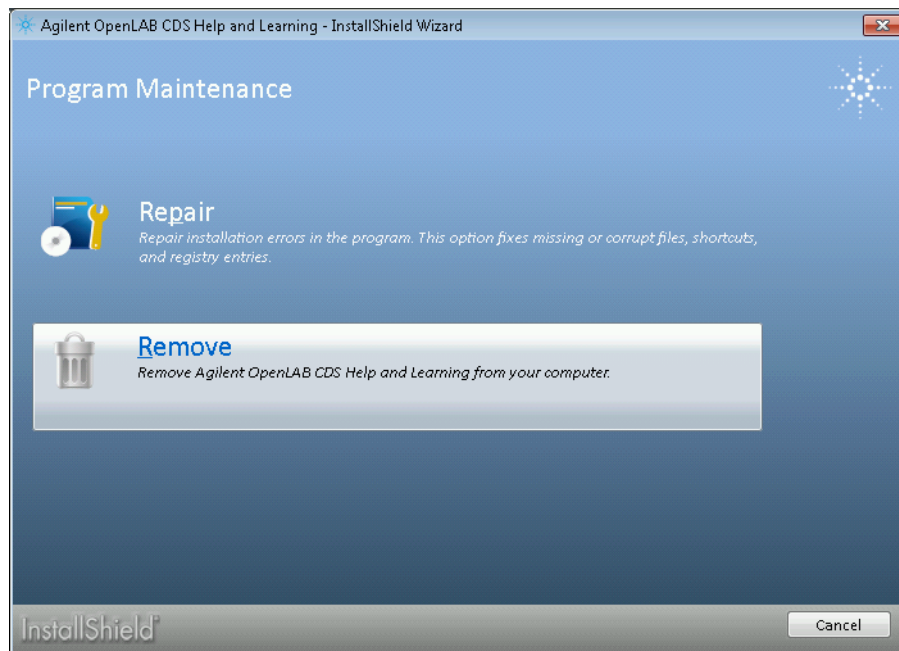 Agilent OpenLAB CDS Help and Learning - InstallShield Wizard
Program Maintenance
Repair
Repair installation errors in the program. This option fixes missing or corrupt files, shortcuts,
and registry entries.
Remove
Remove Agilent OpenLAB CDS Help and Learning from your computer.
InstallShield
Cancel